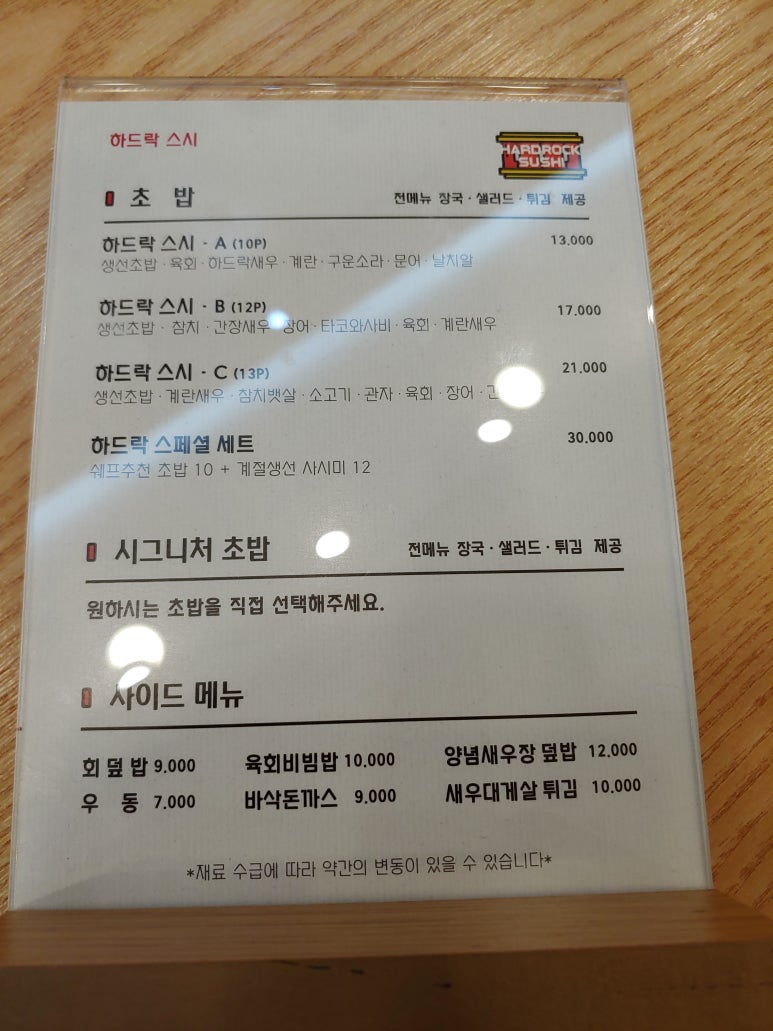 하드락 스시
HARDROCK
SUSHI
초 밥 전메뉴 장국 · 샐러드 · 튀김 제공
하드락 스시 - A (10P) 13,000
생선초밥 · 육회 · 하드락새우 · 계란 · 구운소라 · 문어 · 날치알
하드락 스시 - B (12P) 17.000
생선초밥 · 참치 · 간장새우 · 장어 · 타코와사비 · 육회 · 계란새우
하드락 스시 - C (13P) 21.000
생선초밥 · 계란새우 · 참치뱃살 · 소고기 · 관자 · 육회 · 장어 ·
하드락 스페셜 세트 30,000
쉐프추천 초밥 10 + 계절생선 사시미 12
시그니처 초밥 전메뉴 장국 · 샐러드 · 튀김 제공
원하시는 초밥을 직접 선택해주세요.
사이드 메뉴
회 덮 밥 9.000 육회비빔밥 10,000 양념새우장 덮밥 12,000
우 동 7.000 바삭돈까스 9,000 새우대게살 튀김 10,000
*재료 수급에 따라 약간의 변동이 있을 수 있습니다*